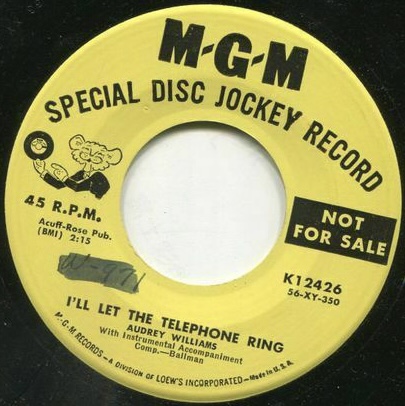 M-G-M
SPECIAL DISC JOCKEY RECORD
45 R.P.M.
Acuff-Rose Pub.
(BMI) 2:15
NOT
FOR SALE
K12426
56-XY-350
I'LL LET THE TELEPHONE RING
AUDREY WILLIAMS
With Instrumental Accompaniment
Comp.—Ballman
M-G-M RECORDS—A DIVISION OF LOEW'S INCORPORATED—Made in U.S.A.